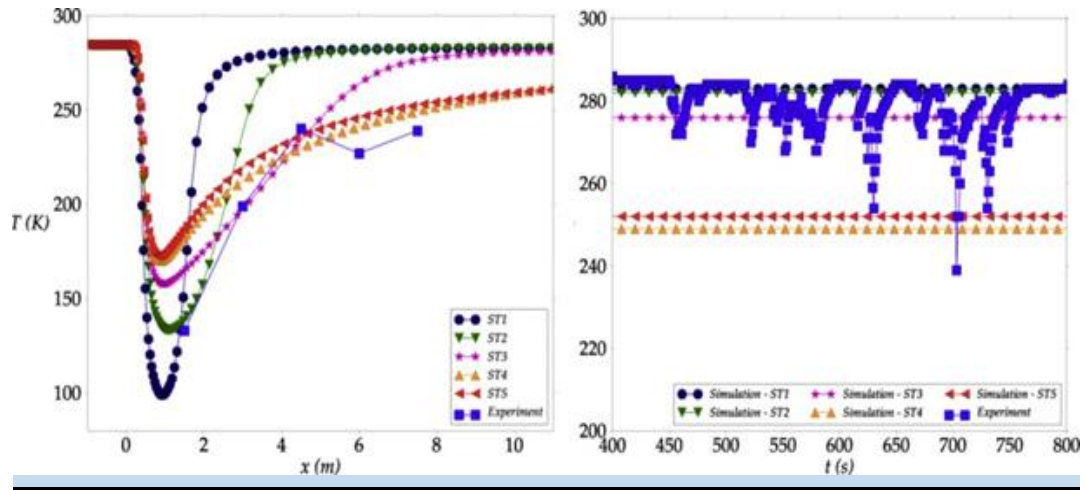 300
250
200
150
100
T (K)
0 2 4 6 8 10
x (m)
ST1
ST2
ST3
ST4
ST5
Experiment
300
280
260
240
220
200
400 450 500 550 600 650 700 750 800
t (s)
Simulation - ST1 Simulation - ST3 Simulation - ST5
Simulation - ST2 Simulation - ST4 Experiment